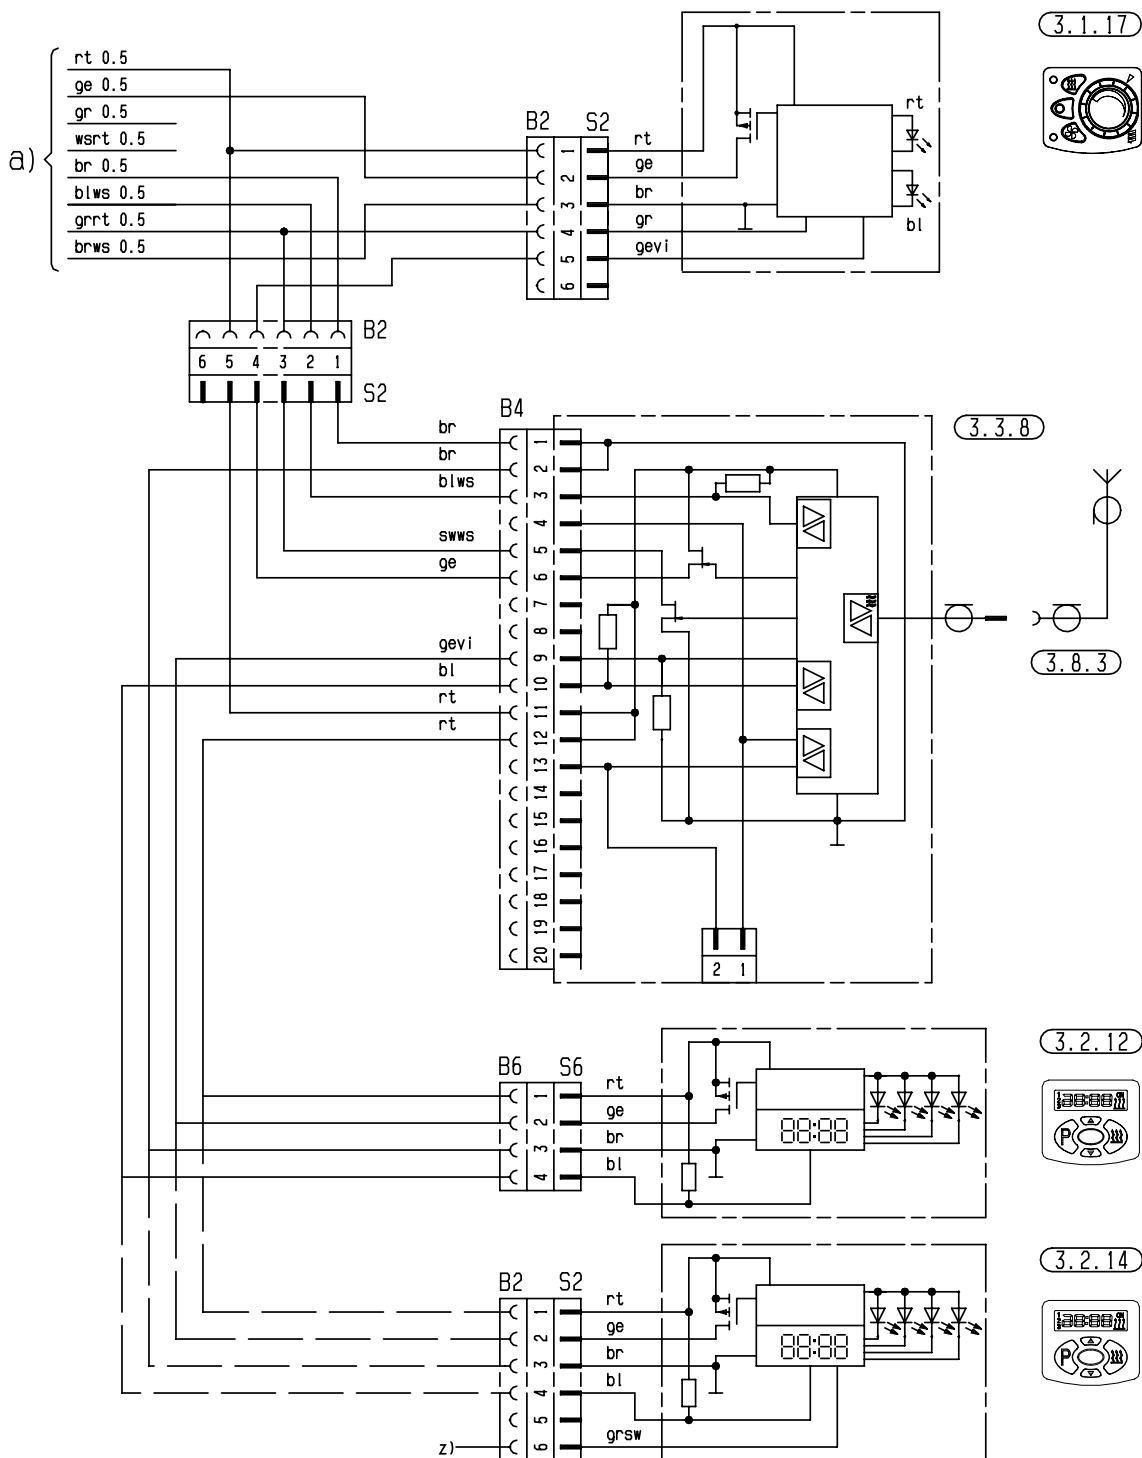 3.1.17
rt 0.5
ge 0.5
gr 0.5
wsrt 0.5
br 0.5
blws 0.5
grrt 0.5
brws 0.5
a)
B2 S2
1
2
3
4
5
6
rt
ge
br
gr
gevi
rt
bl
B2
6 5 4 3 2 1
S2
B4
3.3.8
br
br
blws
swws
ge
gevi
bl
rt
rt
1
2
3
4
5
6
7
8
9
10
11
12
13
14
15
16
17
18
19
20
2 1
3.8.3
3.2.12
B6 S6
1
2
3
4
rt
ge
br
bl
88:88
P
3.2.14
B2 S2
1
2
3
4
5
6
rt
ge
br
bl
grsw
88:88
P
z)